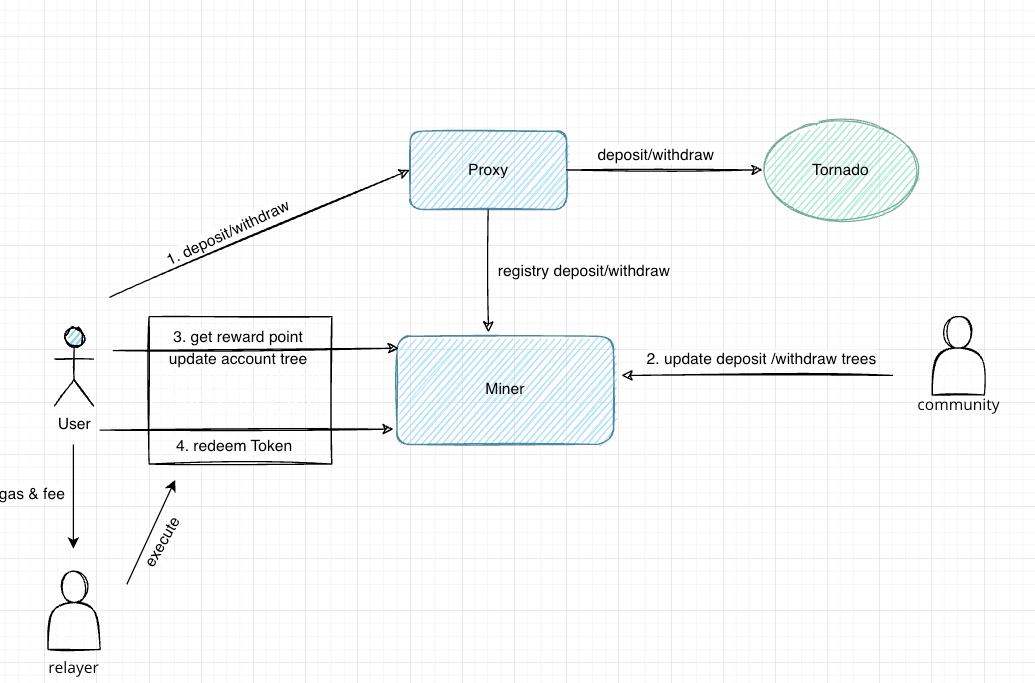 Proxy
deposit/withdraw
Tornado
1. deposit/withdraw
registry deposit/withdraw
3. get reward point
update account tree
Miner
2. update deposit /withdraw trees
community
User
4. redeem Token
gas & fee
execute
relayer